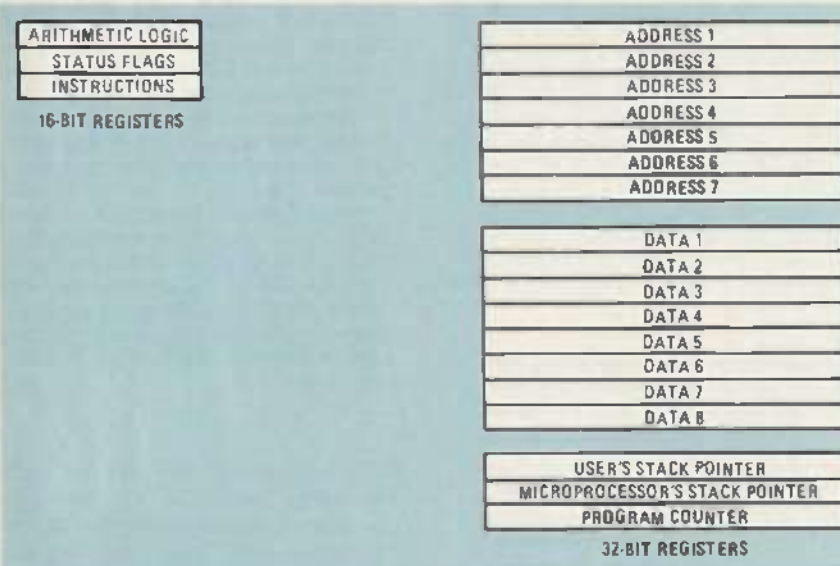 ARITHMETIC LOGIC
STATUS FLAGS
INSTRUCTIONS
16-BIT REGISTERS
ADDRESS 1
ADDRESS 2
ADDRESS 3
ADDRESS 4
ADDRESS 5
ADDRESS 6
ADDRESS 7
DATA 1
DATA 2
DATA 3
DATA 4
DATA 5
DATA 6
DATA 7
DATA 8
USER'S STACK POINTER
MICROPROCESSOR'S STACK POINTER
PROGRAM COUNTER
32-BIT REGISTERS